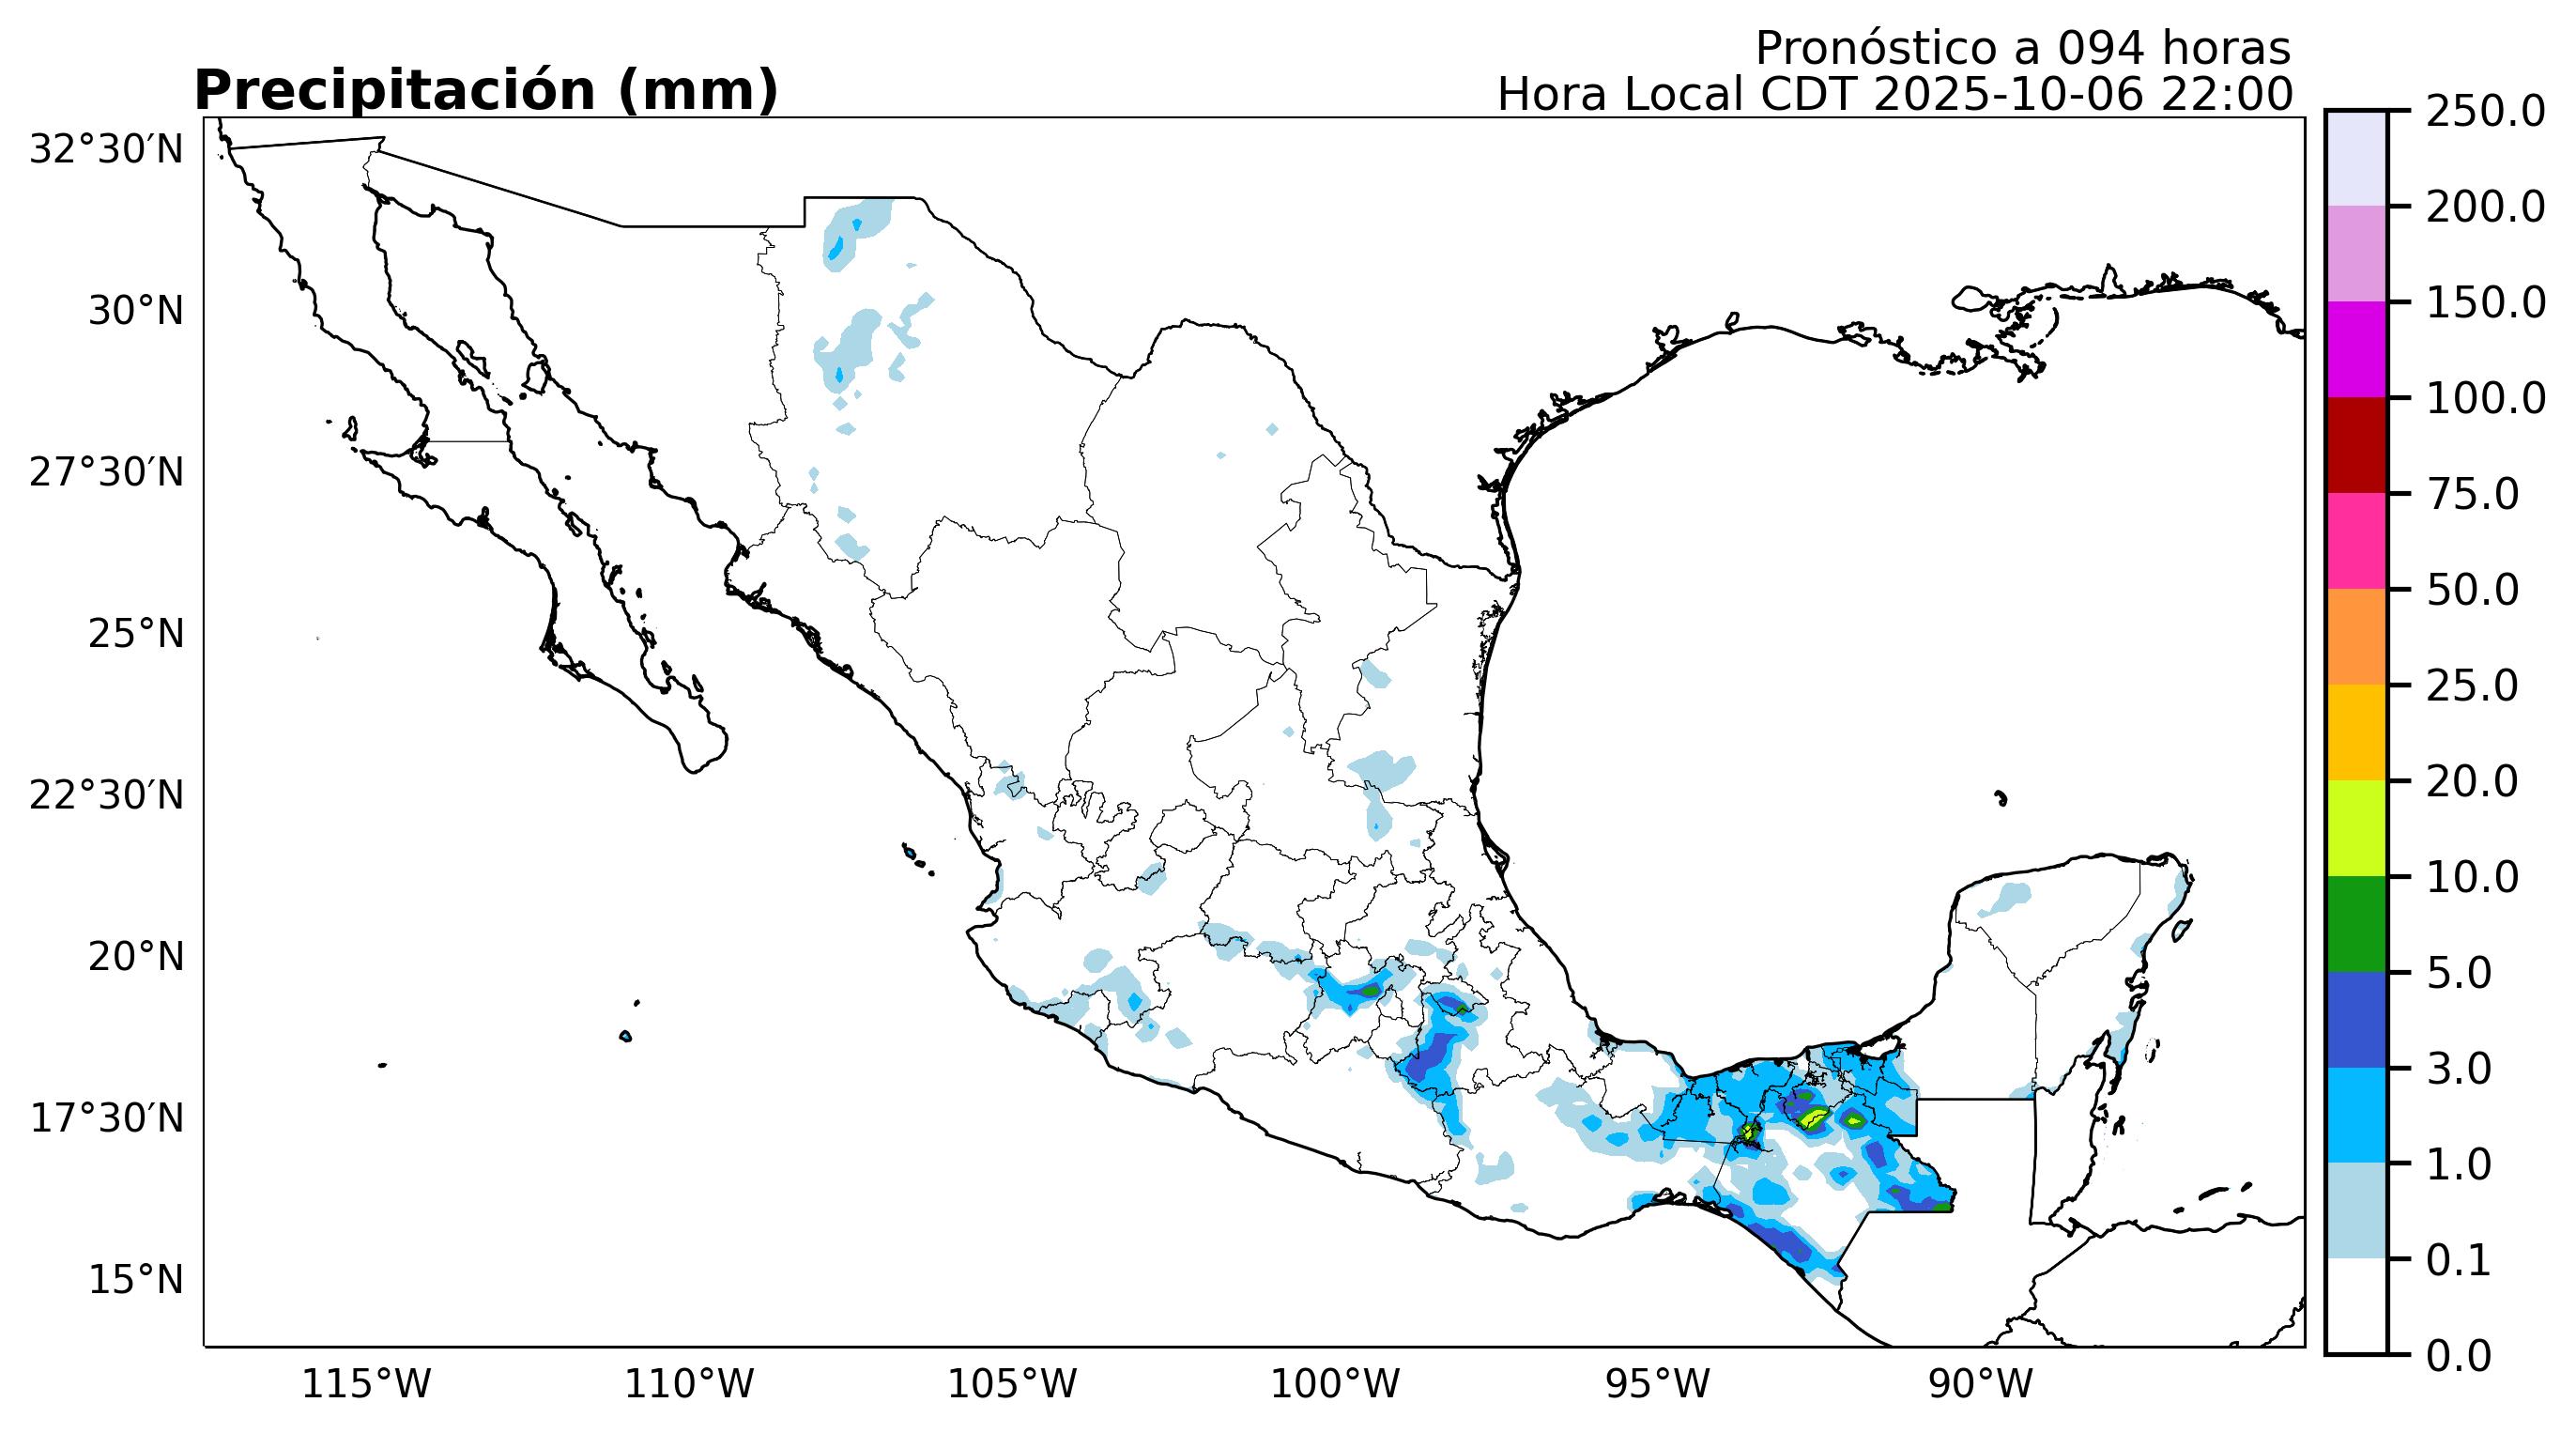 Pronóstico a 094 horas
Precipitación (mm)
Hora Local CDT 2025-10-06 22:00
32°30′N
30°N
27°30′N
25°N
22°30′N
20°N
17°30′N
15°N
115°W
110°W
105°W
100°W
95°W
90°W
250.0
200.0
150.0
100.0
75.0
50.0
25.0
20.0
10.0
5.0
3.0
1.0
0.1
0.0